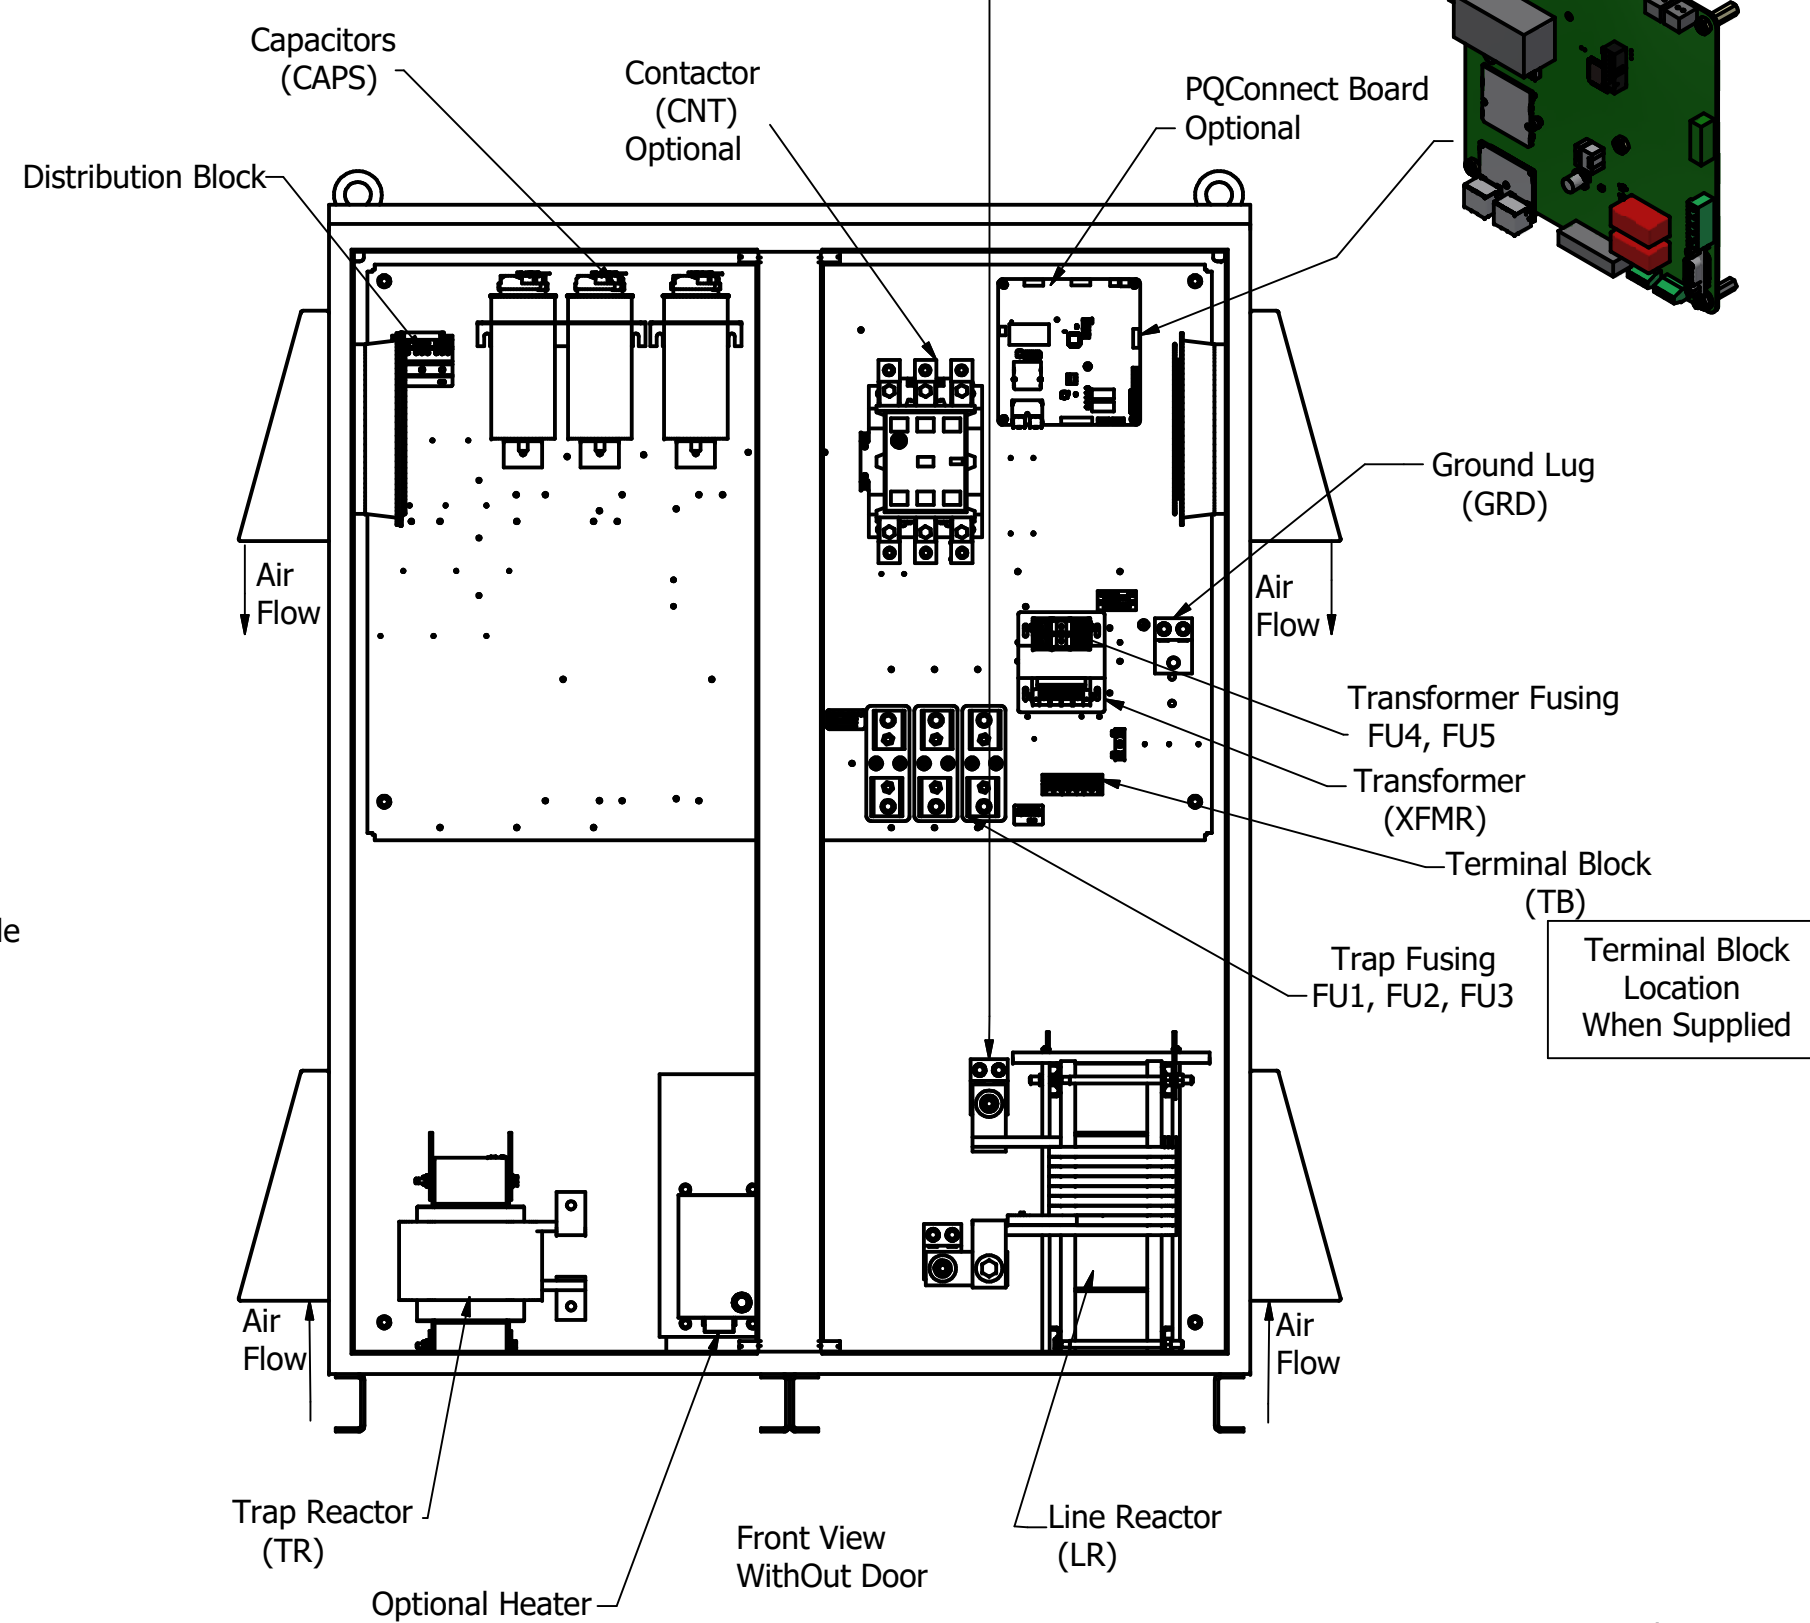 Capacitors
(CAPS)
Contactor
(CNT)
Optional
PQConnect Board
Optional
Distribution Block
Ground Lug
(GRD)
Air
Flow
Air
Flow
Transformer Fusing
FU4, FU5
Transformer
(XFMR)
Terminal Block
(TB)
Terminal Block
Location
When Supplied
Trap Fusing
FU1, FU2, FU3
Air
Flow
Air
Flow
Trap Reactor
(TR)
Front View
WithOut Door
Line Reactor
(LR)
Optional Heater